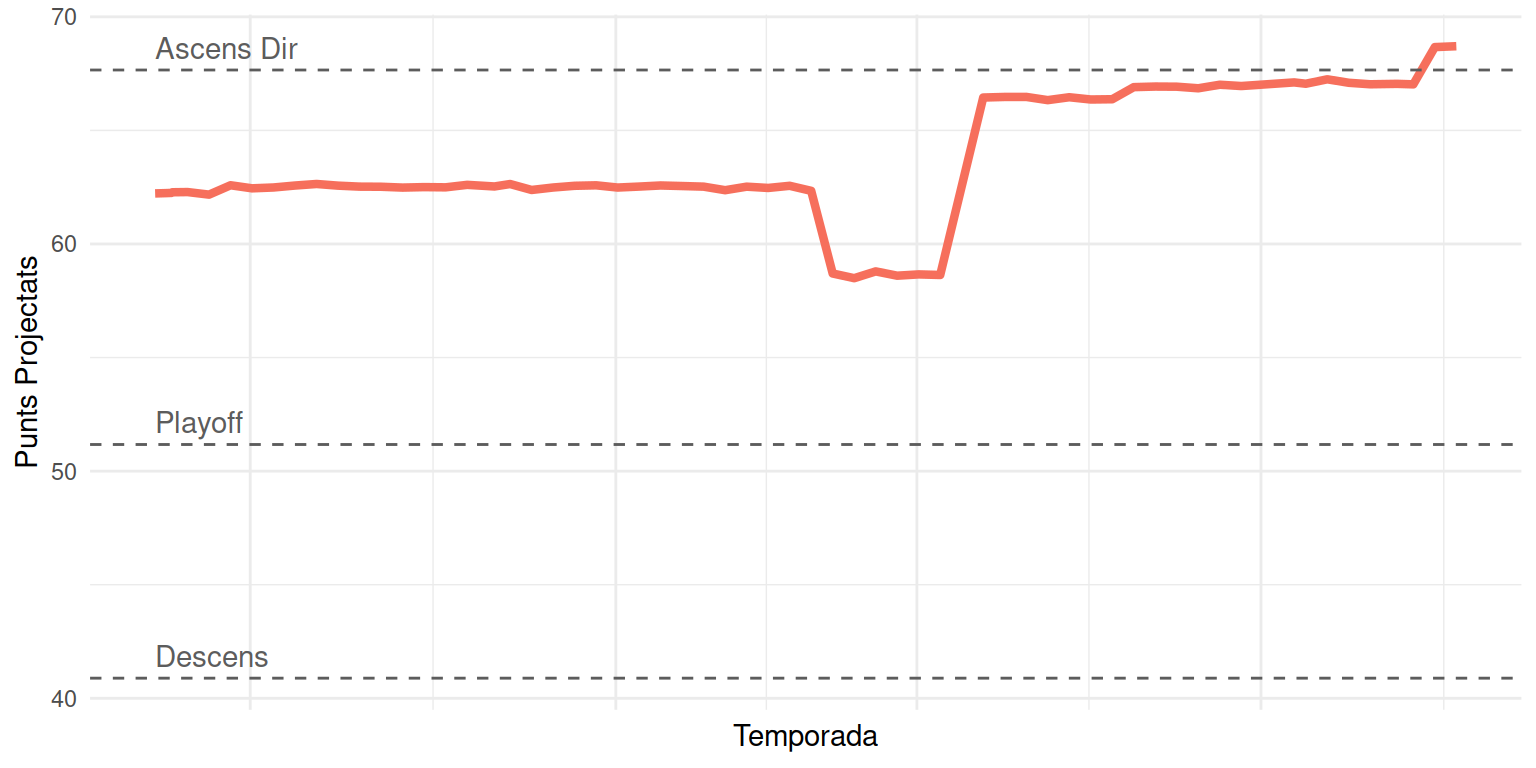 70
Ascens Dir
60
Punts Projectats
Playoff
50
Descens
40
Temporada